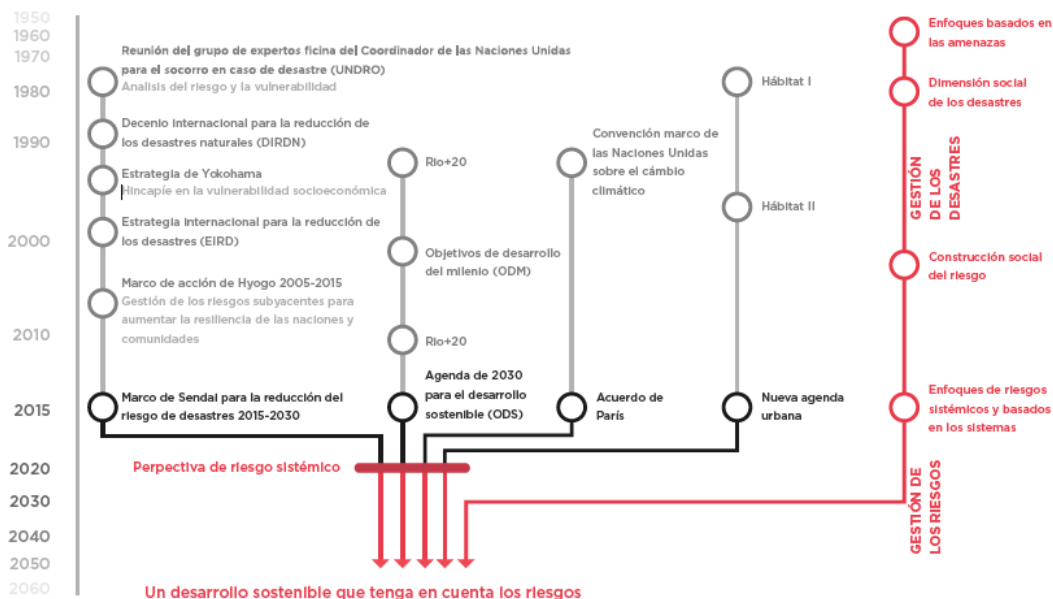 1950
1960
1970
1980
1990
2000
2010
2015
2020
2030
2040
2050
2060
Reunión del grupo de expertos ficina del Coordinador de las Naciones Unidas
para el socorro en caso de desastre (UNDRO)
Analisis del riesgo y la vulnerabilidad
Decenio internacional para la reducción de
los desastres naturales (DIRDN)
Estrategia de Yokohama
Hincapíe en la vulnerabilidad socioeconómica
Estrategia internacional para la reducción de
los desastres (EIRD)
Marco de acción de Hyogo 2005-2015
Gestión de los riesgos subyacentes para
aumentar la resiliencia de las naciones y
comunidades
Marco de Sendai para la reducción del
riesgo de desastres 2015-2030
Rio+20
Objetivos de desarrollo
del milenio (ODM)
Rio+20
Agenda de 2030
para el desarrollo
sostenible (ODS)
Convención marco de
las Naciones Unidas
sobre el cámbio
climático
Acuerdo de
París
Hábitat I
Hábitat II
Nueva agenda
urbana
Enfoques basados en
las amenazas
Dimensión social
de los desastres
GESTIÓN
DE LOS
DESASTRES
Construcción social
del riesgo
Enfoques de riesgos
sistémicos y basados
en los sistemas
GESTIÓN DE
LOS RIESGOS
Perpectiva de riesgo sistémico
Un desarrollo sostenible que tenga en cuenta los riesgos